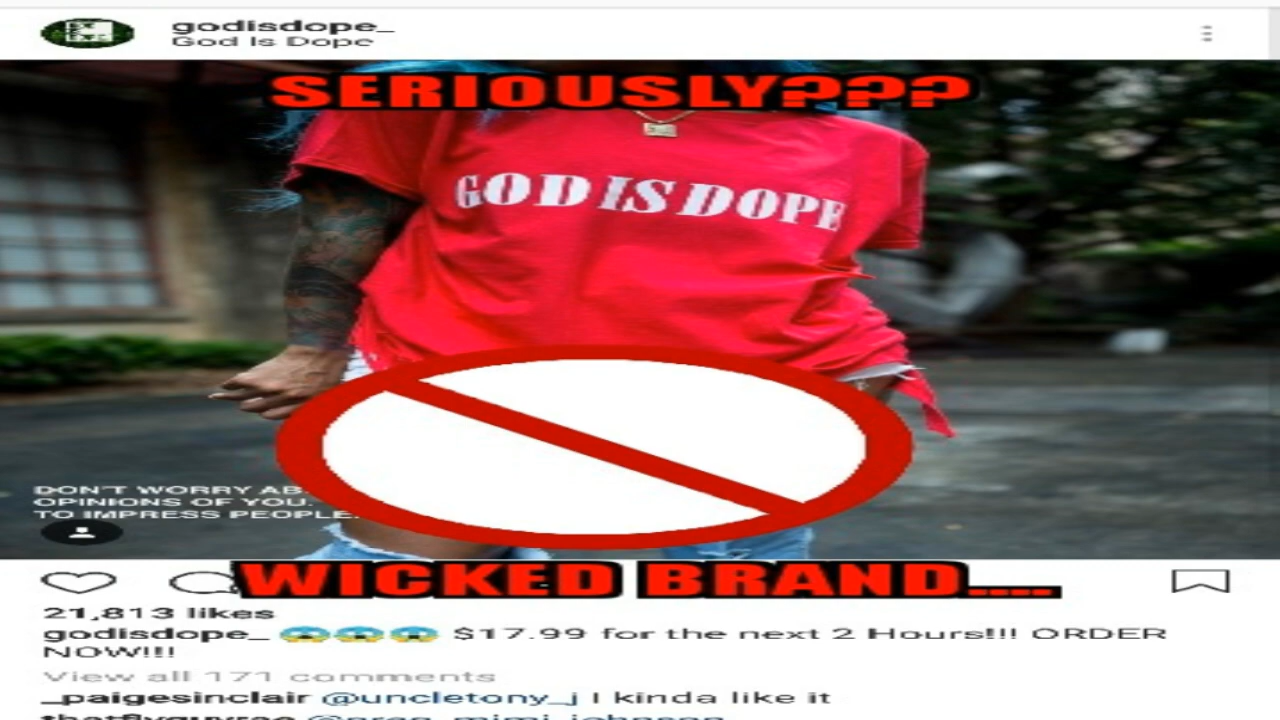 godisdope_
God Is Dope
SERIOUSLY???
GOD IS DOPE
DON'T WORRY AB
OPINIONS OF YOU.
TO IMPRESS PEOPLE.
WICKED BRAND....
21,813 likes
godisdope_ 😱😱😱 $17.99 for the next 2 Hours!!! ORDER
NOW!!!
View all 171 comments
_paigesinclair @uncletony_j I kinda like it